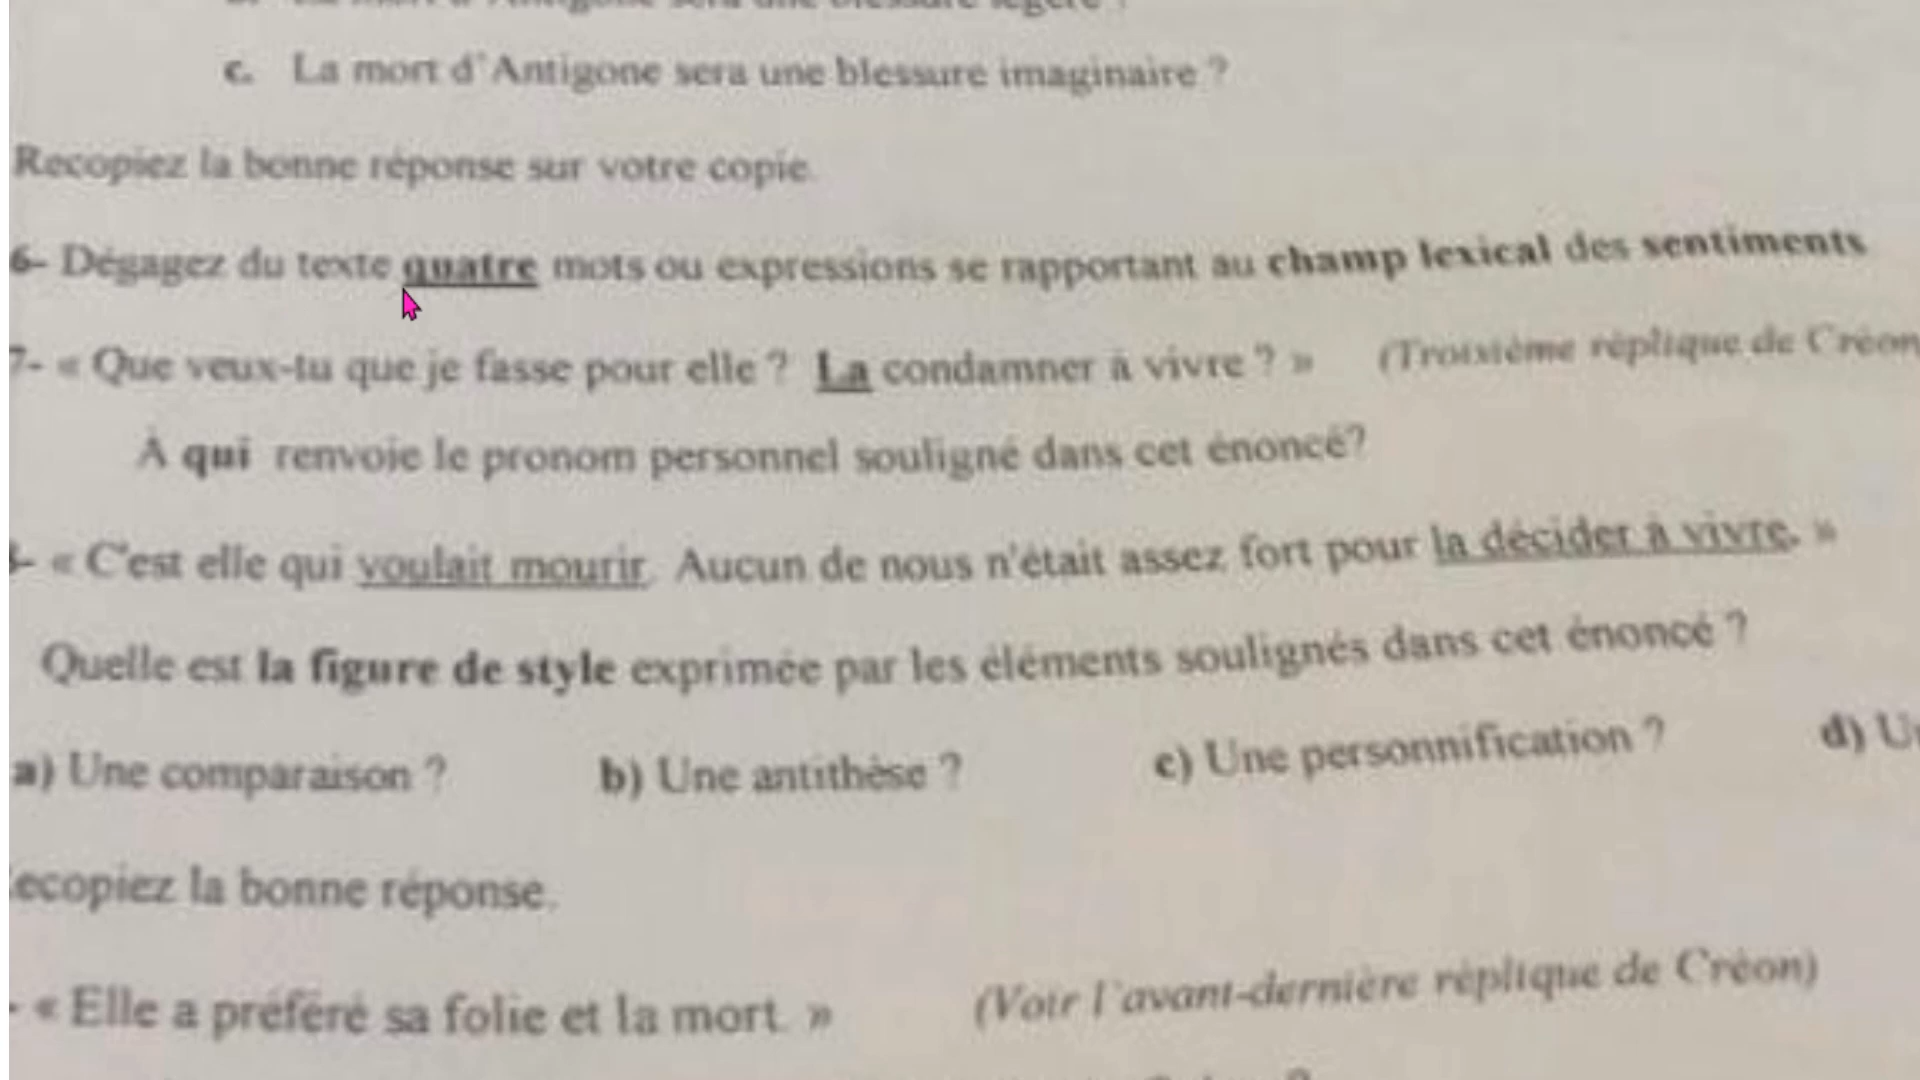 c. La mort d'Antigone sera une blessure imaginaire ?
Recopiez la bonne réponse sur votre copie.
6- Dégagez du texte quatre mots ou expressions se rapportant au champ lexical des sentiments
7- « Que veux-tu que je fasse pour elle ? La condamner à vivre ? » (Troisième réplique de Créon
À qui renvoie le pronom personnel souligné dans cet énoncé?
- « C'est elle qui voulait mourir. Aucun de nous n'était assez fort pour la décider à vivre. »
Quelle est la figure de style exprimée par les éléments soulignés dans cet énoncé ?
a) Une comparaison ? b) Une antithèse ? c) Une personnification ? d) U
ecopiez la bonne réponse.
- « Elle a préféré sa folie et la mort. » (Voir l'avant-dernière réplique de Créon)